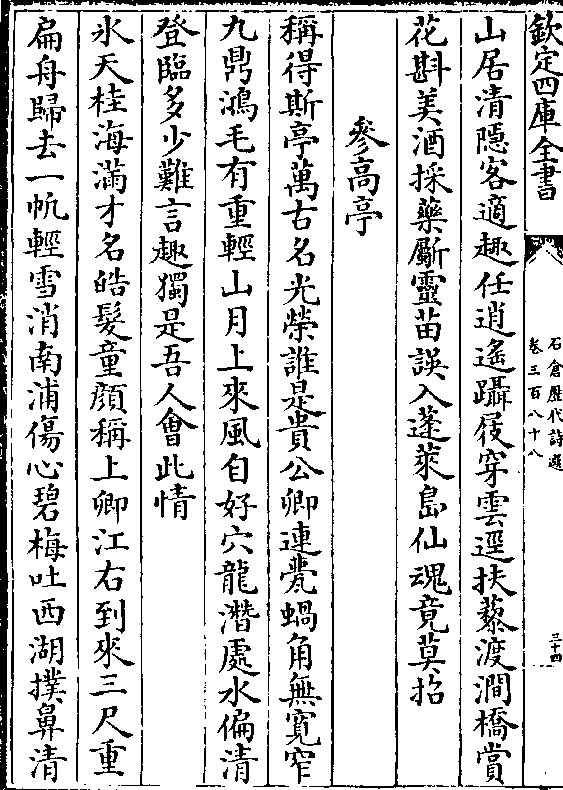 欽定四庫全書
石倉歷代詩選
卷三百八十八
三十四
山居清隱客適趣任逍遙躡屐穿雲逕扶藜渡澗橋賞
花斟美酒採藥斸靈苗誤入蓬萊島仙魂竟莫招
參高亭
稱得斯亭萬古名光榮誰是貴公卿連甍蝸角無寬窄
九鼎鴻毛有重輕山月上來風自好穴龍潛處水偏清
登臨多少難言趣獨是吾人會此情
氷天桂海滿才名皓髮童顏稱上卿江右到來三尺重
扁舟歸去一帆輕雪消南浦傷心碧梅吐西湖撲鼻清